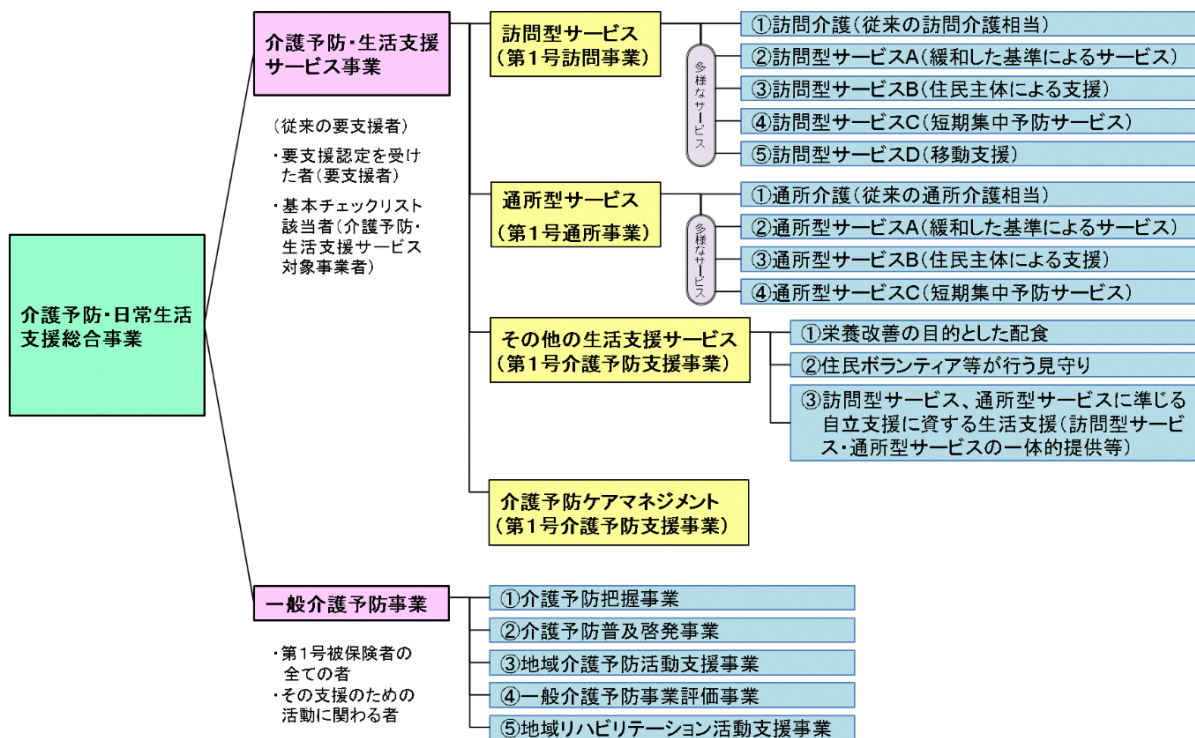 介護予防・日常生活
支援総合事業
介護予防・生活支援
サービス事業
(従来の要支援者)
・要支援認定を受け
た者(要支援者)
・基本チェックリスト
該当者(介護予防・
生活支援サービス
対象事業者)
訪問型サービス
(第1号訪問事業)
多様なサービス
①訪問介護(従来の訪問介護相当)
②訪問型サービスA(緩和した基準によるサービス)
③訪問型サービスB(住民主体による支援)
④訪問型サービスC(短期集中予防サービス)
⑤訪問型サービスD(移動支援)
通所型サービス
(第1号通所事業)
多様なサービス
①通所介護(従来の通所介護相当)
②通所型サービスA(緩和した基準によるサービス)
③通所型サービスB(住民主体による支援)
④通所型サービスC(短期集中予防サービス)
その他の生活支援サービス
(第1号介護予防支援事業)
①栄養改善の目的とした配食
②住民ボランティア等が行う見守り
③訪問型サービス、通所型サービスに準じる
自立支援に資する生活支援(訪問型サービ
ス・通所型サービスの一体的提供等)
介護予防ケアマネジメント
(第1号介護予防支援事業)
一般介護予防事業
・第1号被保険者の
全ての者
・その支援のための
活動に関わる者
①介護予防把握事業
②介護予防普及啓発事業
③地域介護予防活動支援事業
④一般介護予防事業評価事業
⑤地域リハビリテーション活動支援事業